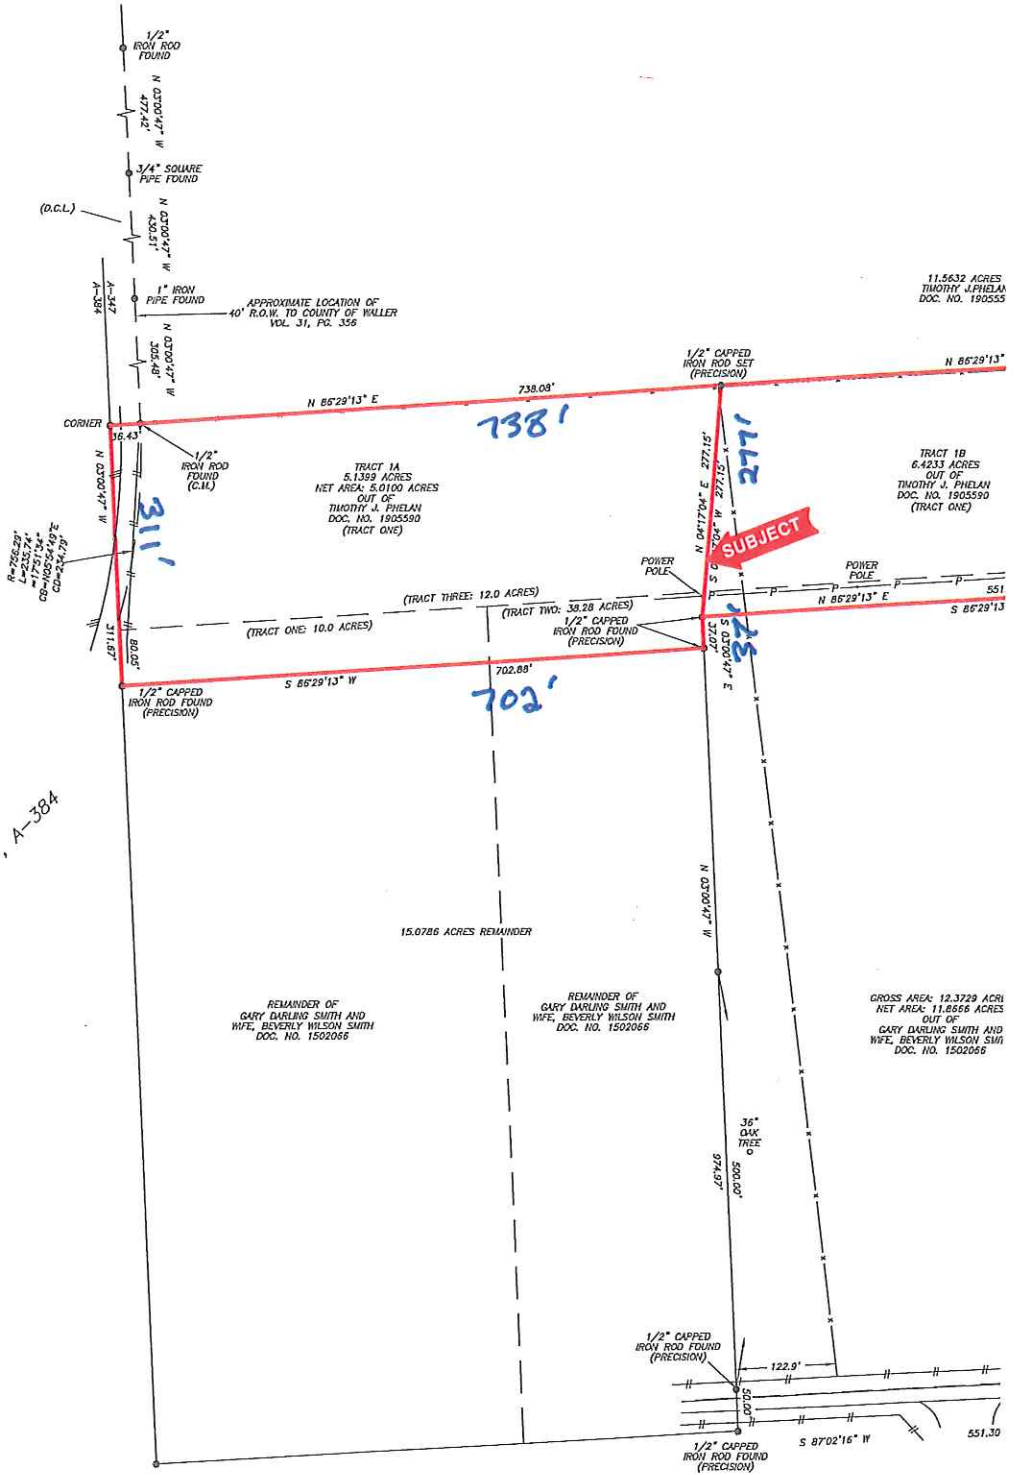 1/2"
IRON ROD
FOUND
N 03°00'47" W
477.42'
3/4" SQUARE
PIPE FOUND
(D.C.L.)
N 03°00'47" W
430.51'
A-347
A-384
1" IRON
PIPE FOUND
APPROXIMATE LOCATION OF
40' R.O.W. TO COUNTY OF WALLER
VOL. 31, PG. 356
N 03°00'47" W
305.48'
11.5632 ACRES
TIMOTHY J.PHELAN
DOC. NO. 190555
1/2" CAPPED
IRON ROD SET
(PRECISION)
N 86°29'13"
N 86°29'13" E
738.08'
738'
CORNER
36.43'
1/2"
IRON ROD
FOUND
(C.M.)
N 03°00'47" W
311.67'
311'
TRACT 1A
5.1399 ACRES
NET AREA: 5.0100 ACRES
OUT OF
TIMOTHY J. PHELAN
DOC. NO. 1905590
(TRACT ONE)
N 04°17'04" E 277.15'
277.15'
277'
TRACT 1B
6.4233 ACRES
OUT OF
TIMOTHY J. PHELAN
DOC. NO. 1905590
(TRACT ONE)
SUBJECT
R=756.29'
L=235.74'
=17°51'34"
CB=N05°54'49"E
CD=234.79'
POWER
POLE
POWER
POLE
P P P P P
N 86°29'13" E
551
S 86°29'13
(TRACT THREE: 12.0 ACRES)
(TRACT TWO: 38.28 ACRES)
(TRACT ONE: 10.0 ACRES)
1/2" CAPPED
IRON ROD FOUND
(PRECISION)
37.07'
S 03°00'47" E
37'
80.05'
1/2" CAPPED
IRON ROD FOUND
(PRECISION)
S 86°29'13" W
702.88'
702'
, A-384
N 03°00'47" W
15.0786 ACRES REMAINDER
REMAINDER OF
GARY DARLING SMITH AND
WIFE, BEVERLY WILSON SMITH
DOC. NO. 1502066
REMAINDER OF
GARY DARLING SMITH AND
WIFE, BEVERLY WILSON SMITH
DOC. NO. 1502066
GROSS AREA: 12.3729 ACRE
NET AREA: 11.8666 ACRES
OUT OF
GARY DARLING SMITH AND
WIFE, BEVERLY WILSON SMI
DOC. NO. 1502066
36"
OAK
TREE
974.97'
500.00'
1/2" CAPPED
IRON ROD FOUND
(PRECISION)
122.9'
50.00'
1/2" CAPPED
IRON ROD FOUND
(PRECISION)
S 87°02'16" W
551.30